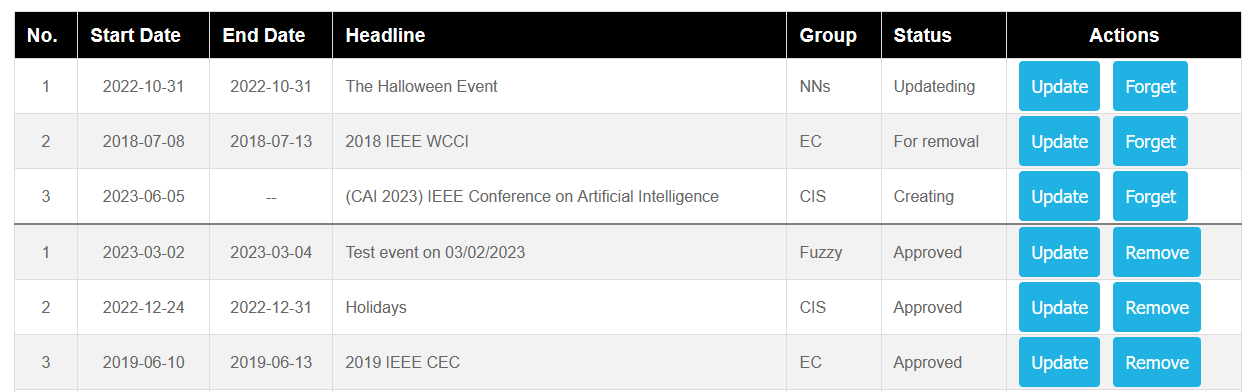 No. Start Date End Date Headline Group Status Actions
1 2022-10-31 2022-10-31 The Halloween Event NNs Updateding Update Forget
2 2018-07-08 2018-07-13 2018 IEEE WCCI EC For removal Update Forget
3 2023-06-05 -- (CAI 2023) IEEE Conference on Artificial Intelligence CIS Creating Update Forget
1 2023-03-02 2023-03-04 Test event on 03/02/2023 Fuzzy Approved Update Remove
2 2022-12-24 2022-12-31 Holidays CIS Approved Update Remove
3 2019-06-10 2019-06-13 2019 IEEE CEC EC Approved Update Remove